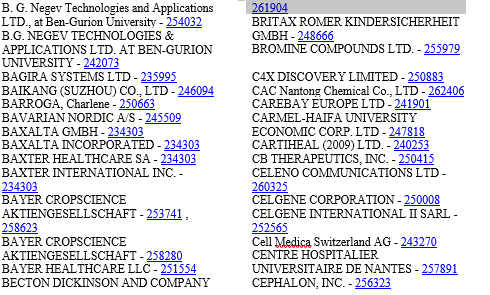 B. G. Negev Technologies and Applications
LTD., at Ben-Gurion University - 254032
B.G. NEGEV TECHNOLOGIES &
APPLICATIONS LTD. AT BEN-GURION
UNIVERSITY - 242073
BAGIRA SYSTEMS LTD - 235995
BAIKANG (SUZHOU) CO., LTD - 246094
BARROGA, Charlene - 250663
BAVARIAN NORDIC A/S - 245509
BAXALTA GMBH - 234303
BAXALTA INCORPORATED - 234303
BAXTER HEALTHCARE SA - 234303
BAXTER INTERNATIONAL INC. -
234303
BAYER CROPSCIENCE
AKTIENGESELLSCHAFT - 253741 ,
258623
BAYER CROPSCIENCE
AKTIENGESELLSCHAFT - 258280
BAYER HEALTHCARE LLC - 251554
BECTON DICKINSON AND COMPANY
261904
BRITAX ROMER KINDERSICHERHEIT
GMBH - 248666
BROMINE COMPOUNDS LTD. - 255979
C4X DISCOVERY LIMITED - 250883
CAC Nantong Chemical Co., LTD - 262406
CAREBAY EUROPE LTD - 241901
CARMEL-HAIFA UNIVERSITY
ECONOMIC CORP. LTD - 247818
CARTIHEAL (2009) LTD. - 240253
CB THERAPEUTICS, INC. - 250415
CELENO COMMUNICATIONS LTD -
260325
CELGENE CORPORATION - 250008
CELGENE INTERNATIONAL II SARL -
252565
Cell Medica Switzerland AG - 243270
CENTRE HOSPITALIER
UNIVERSITAIRE DE NANTES - 257891
CEPHALON, INC. - 256323